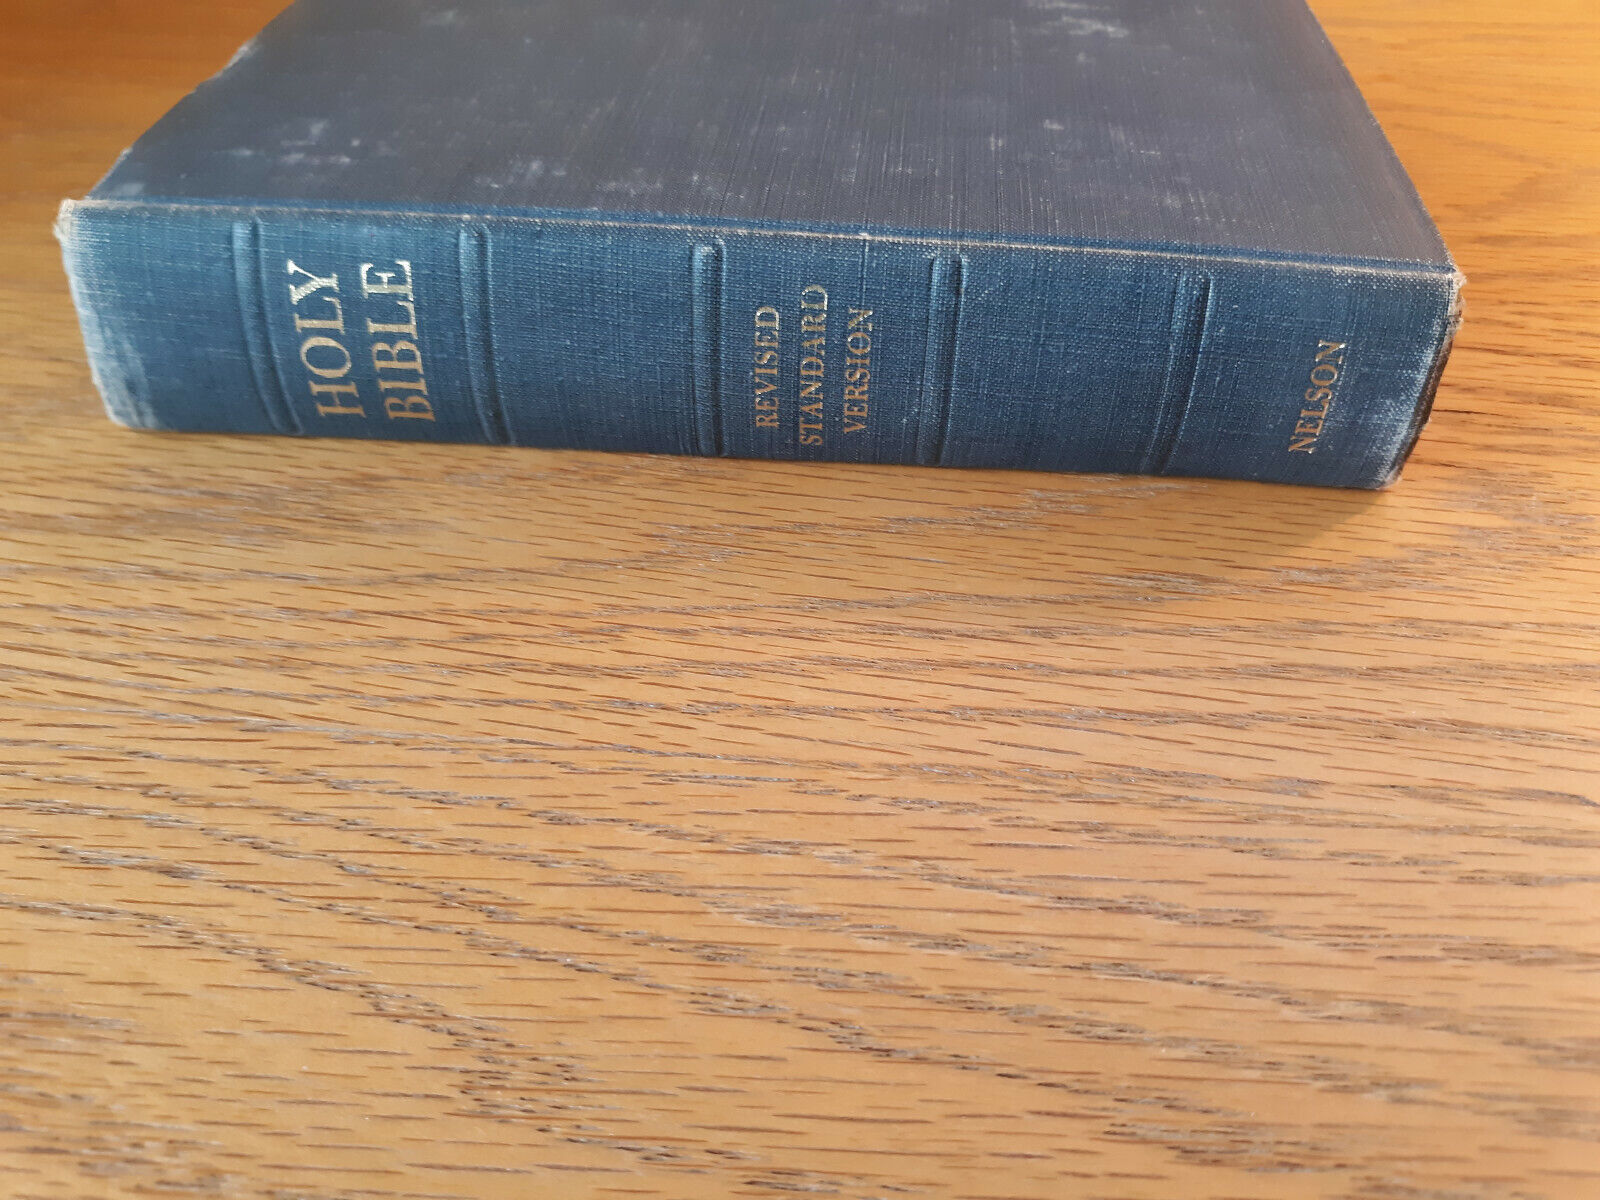 HOLY
BIBLE
REVISED
STANDARD
VERSION
NELSON